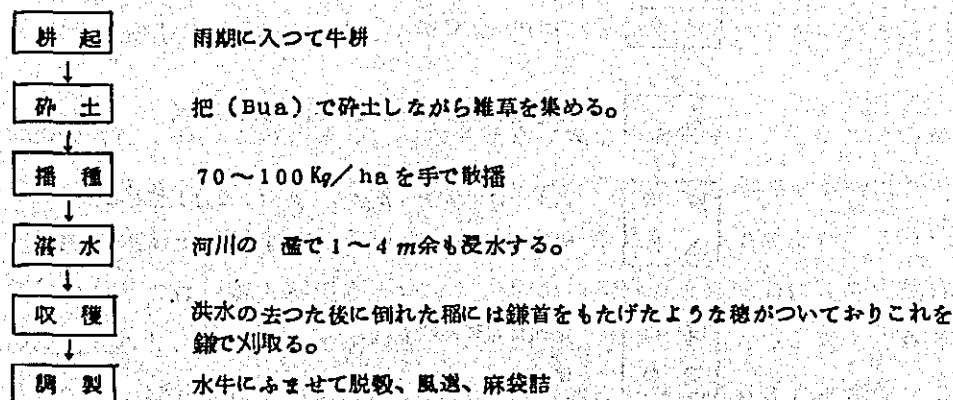 耕起 雨期に入つて牛耕
↓
砕土 把（Bua）で砕土しながら雑草を集める。
↓
播種 70～100Kg／haを手で散播
↓
洪水 河川の 濫で1～4m余も浸水する。
↓
収穫 洪水の去つた後に倒れた稲には鎌首をもたげたような穂がついておりこれを
鎌で刈取る。
↓
調製 水牛にふませて脱穀、風選、麻袋詰